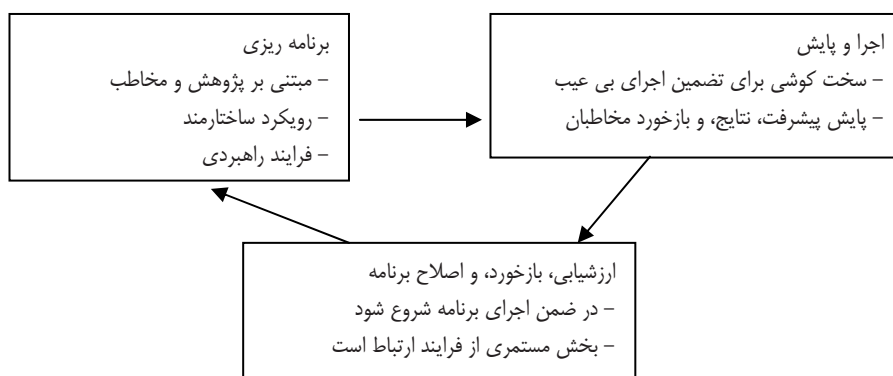 برنامه ریزی
– مبتنی بر پژوهش و مخاطب
– رویکرد ساختارمند
– فرایند راهبردی
اجرا و پایش
– سخت کوشی برای تضمین اجرای بی عیب
– پایش پیشرفت، نتایج، و بازخورد مخاطبان
ارزشیابی، بازخورد، و اصلاح برنامه
– در ضمن اجرای برنامه شروع شود
– بخش مستمری از فرایند ارتباط است